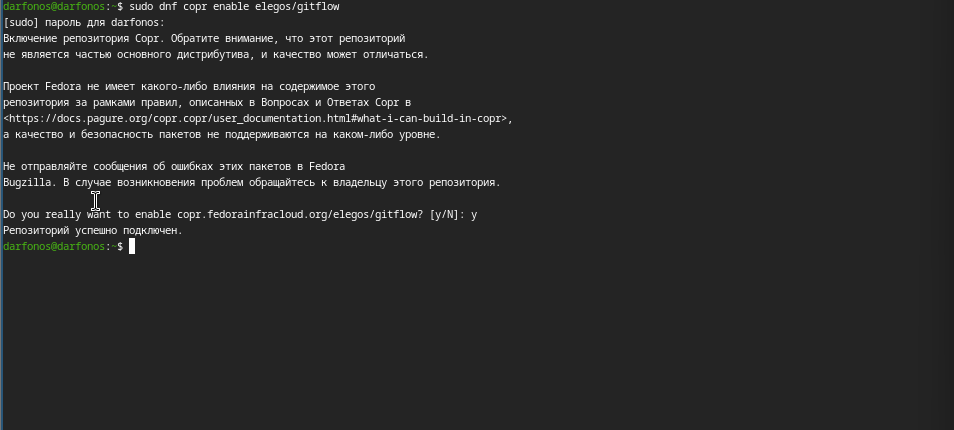 darfonos@darfonos:~$ sudo dnf copr enable elegos/gitflow
[sudo] пароль для darfonos:
Включение репозитория Copr. Обратите внимание, что этот репозиторий
не является частью основного дистрибутива, и качество может отличаться.
Проект Fedora не имеет какого-либо влияния на содержимое этого
репозитория за рамками правил, описанных в Вопросах и Ответах Copr в
<https://docs.pagure.org/copr.copr/user_documentation.html#what-i-can-build-in-copr>,
а качество и безопасность пакетов не поддерживаются на каком-либо уровне.
Не отправляйте сообщения об ошибках этих пакетов в Fedora
Bugzilla. В случае возникновения проблем обращайтесь к владельцу этого репозитория.
Do you really want to enable copr.fedorainfracloud.org/elegos/gitflow? [y/N]: y
Репозиторий успешно подключен.
darfonos@darfonos:~$